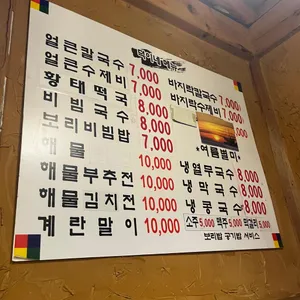 얼큰칼국수 7,000
얼큰수제비 7,000
황태떡국 8,000
비빔국수 8,000
보리비빔밥 7,000
해물 10,000
해물부추전 10,000
해물김치전 10,000
계란말이 10,000
바지락칼국수 7,000
바지락수제비 7,000
*여름별미*
냉열무국수 8,000
냉막국수 8,000
냉콩국수 8,000
소주 5,000 맥주 5,000 막걸리 5,000
보리밥 공기밥 서비스